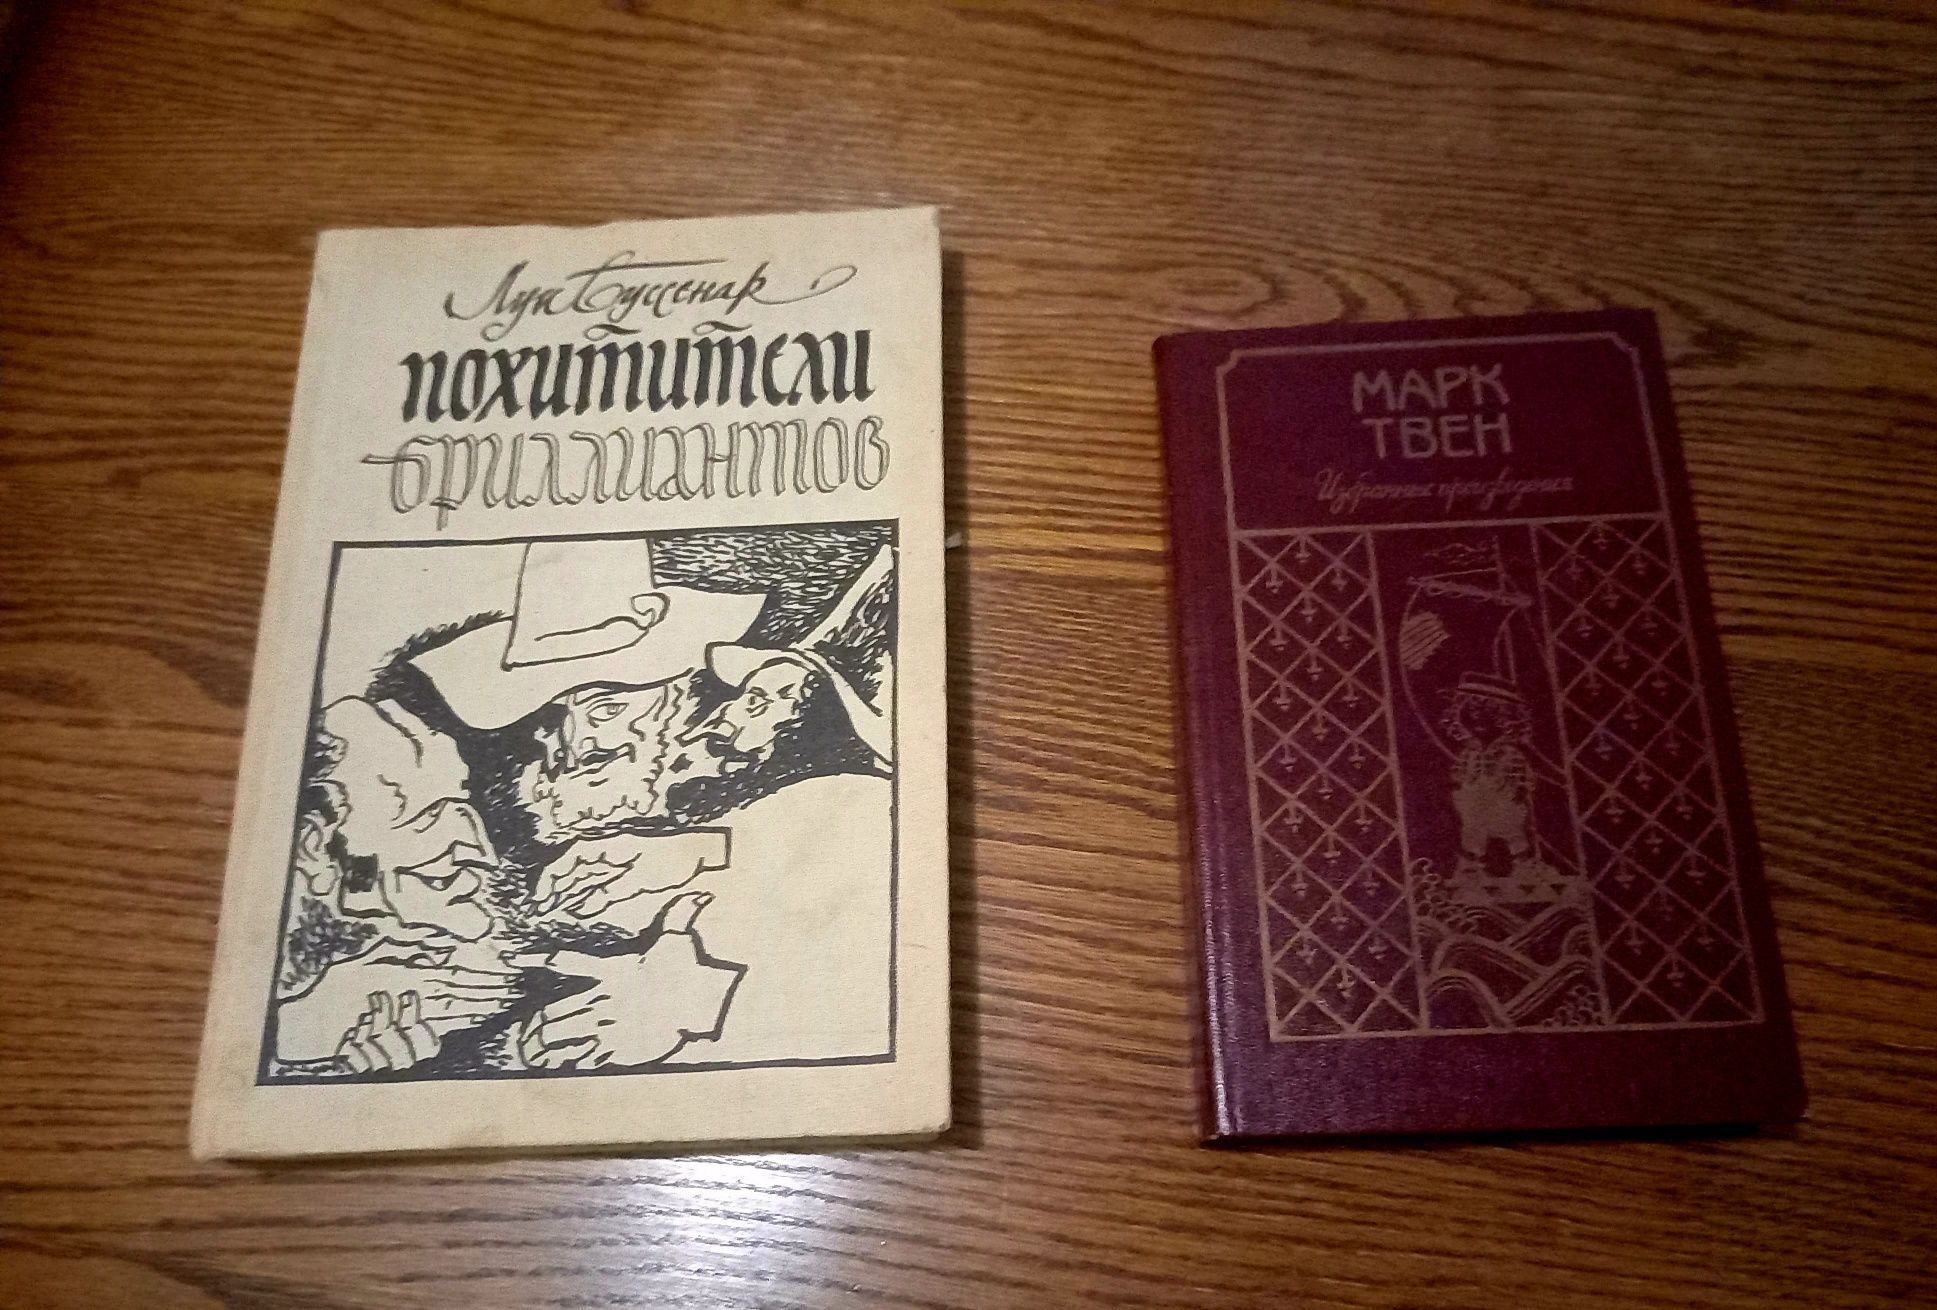 Луи Буссенар
похитители
бриллиантов
МАРК
ТВЕН
Избранные произведения